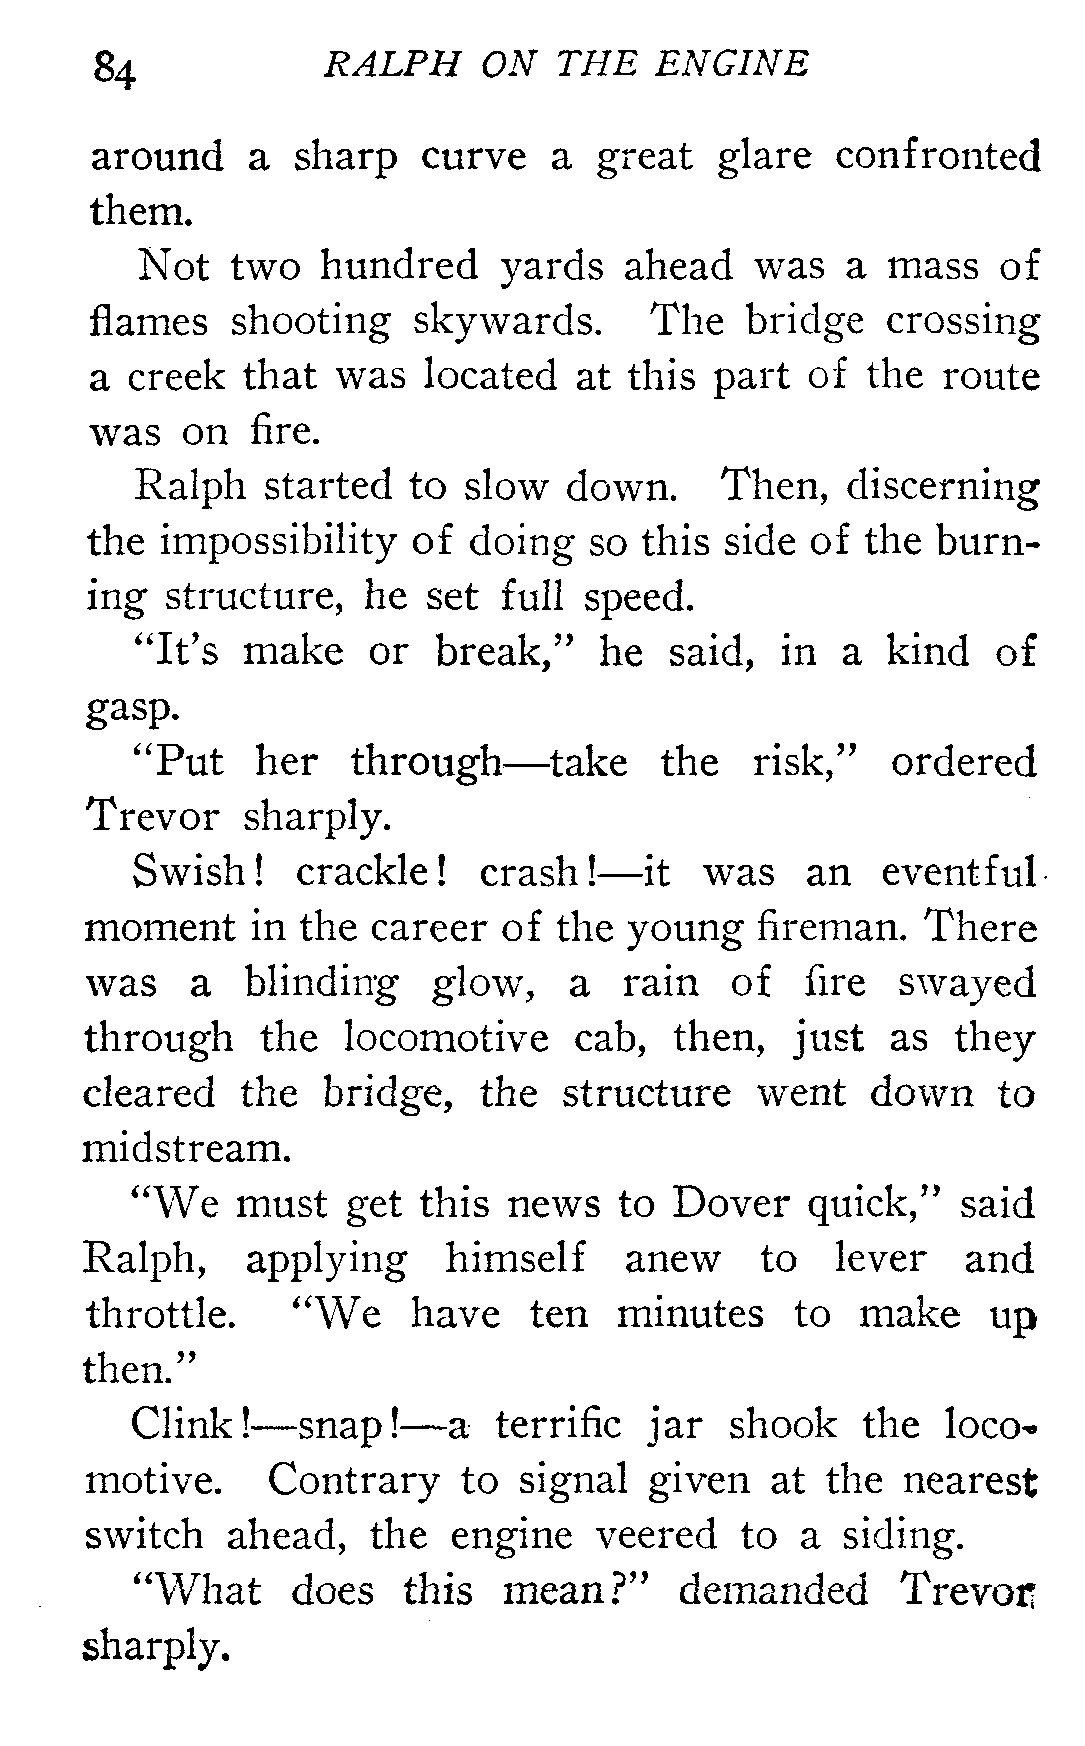 84 RALPH ON THE ENGINE
around a sharp curve a great glare confronted
them.
Not two hundred yards ahead was a mass of
flames shooting skywards. The bridge crossing
a creek that was located at this part of the route
was on fire.
Ralph started to slow down. Then, discerning
the impossibility of doing so this side of the burn-
ing structure, he set full speed.
“It’s make or break,” he said, in a kind of
gasp.
“Put her through—take the risk,” ordered
Trevor sharply.
Swish! crackle! crash!—it was an eventful
moment in the career of the young fireman. There
was a blinding glow, a rain of fire swayed
through the locomotive cab, then, just as they
cleared the bridge, the structure went down to
midstream.
“We must get this news to Dover quick,” said
Ralph, applying himself anew to lever and
throttle. “We have ten minutes to make up
then.”
Clink!—snap!—a terrific jar shook the loco-
motive. Contrary to signal given at the nearest
switch ahead, the engine veered to a siding.
“What does this mean?” demanded Trevor
sharply.